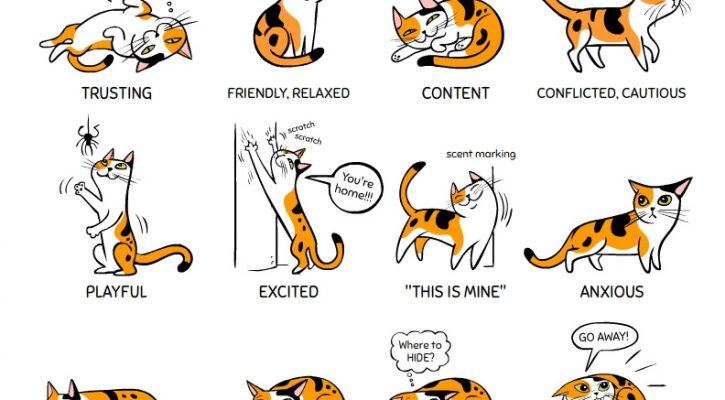 TRUSTING
FRIENDLY, RELAXED
CONTENT
CONFLICTED, CAUTIOUS
scratch
scratch
You're
home!!!
scent marking
PLAYFUL
EXCITED
"THIS IS MINE"
ANXIOUS
Where to
HIDE?
GO AWAY!